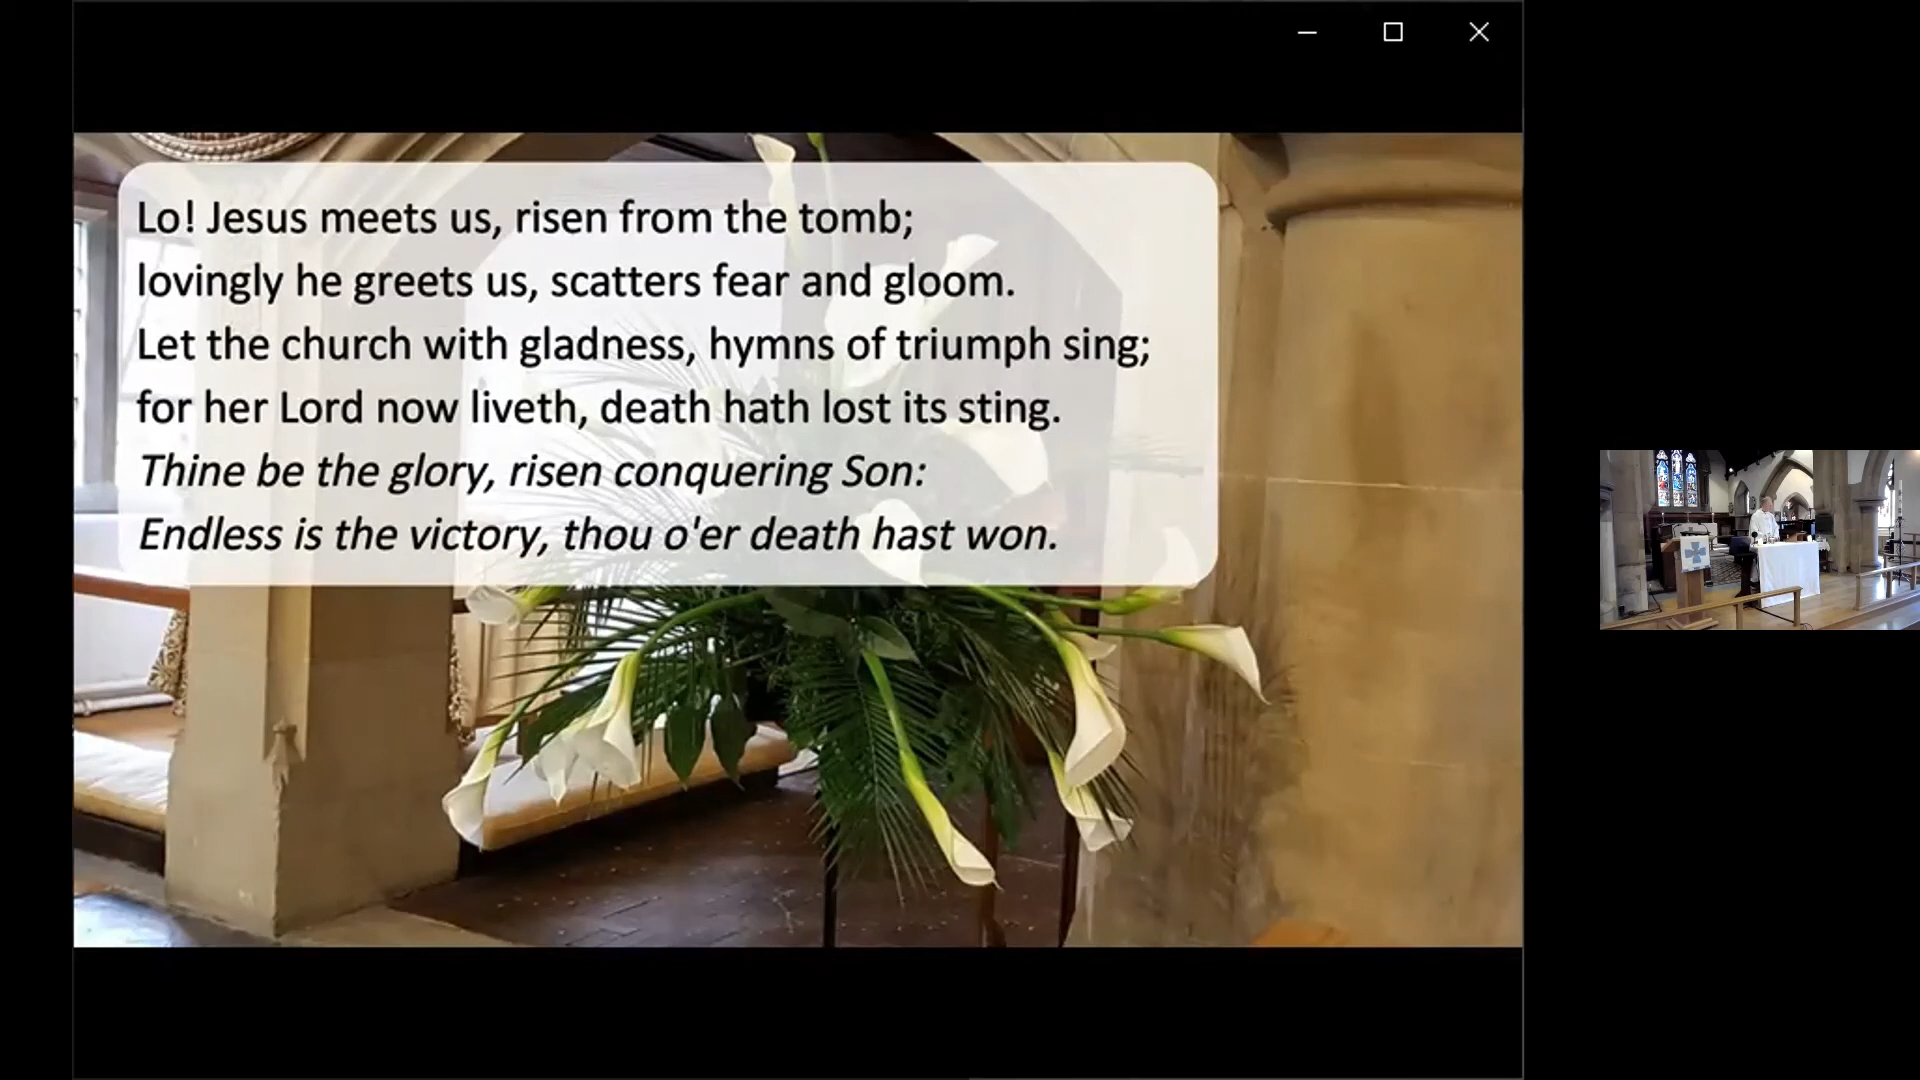 Lo! Jesus meets us, risen from the tomb;
lovingly he greets us, scatters fear and gloom.
Let the church with gladness, hymns of triumph sing;
for her Lord now liveth, death hath lost its sting.
Thine be the glory, risen conquering Son:
Endless is the victory, thou o'er death hast won.